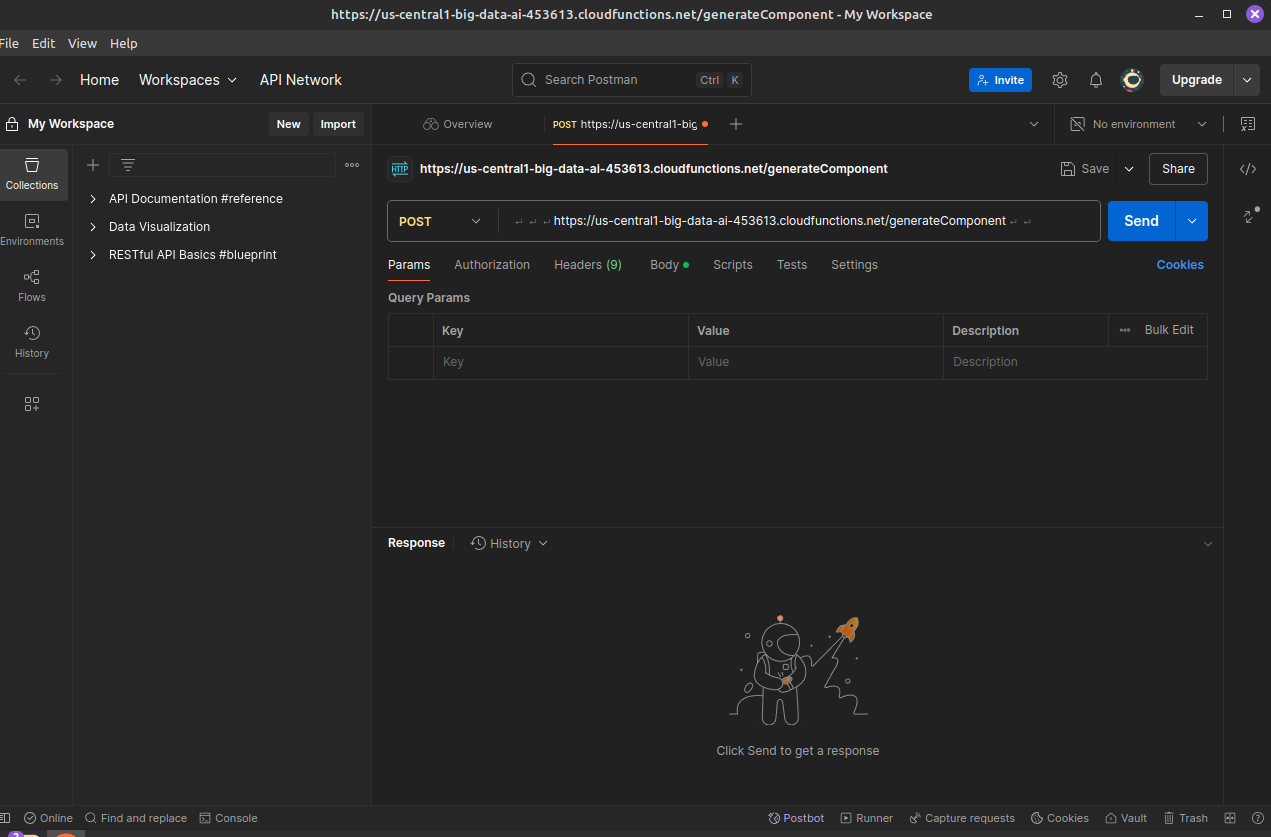 https://us-central1-big-data-ai-453613.cloudfunctions.net/generateComponent - My Workspace
File Edit View Help
Home Workspaces API Network Search Postman Ctrl K Invite Upgrade
My Workspace New Import Overview POST https://us-central1-big No environment
Collections
Environments
Flows
History
API Documentation #reference
Data Visualization
RESTful API Basics #blueprint
HTTP https://us-central1-big-data-ai-453613.cloudfunctions.net/generateComponent Save Share
POST ↵ ↵ ↵ https://us-central1-big-data-ai-453613.cloudfunctions.net/generateComponent ↵ ↵ Send
Params Authorization Headers (9) Body Scripts Tests Settings Cookies
Query Params
Key Value Description Bulk Edit
Key Value Description
Response History
Click Send to get a response
Online Find and replace Console Postbot Runner Capture requests Cookies Vault Trash